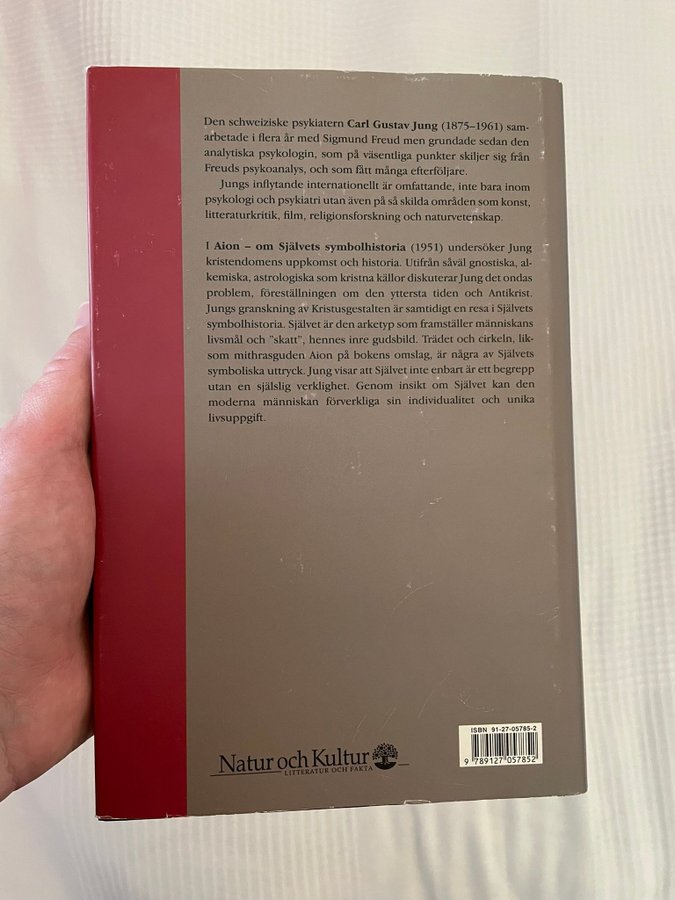 Den schweiziske psykiatern Carl Gustav Jung (1875–1961) sam-
arbetade i flera år med Sigmund Freud men grundade sedan den
analytiska psykologin, som på väsentliga punkter skiljer sig från
Freuds psykoanalys, och som fått många efterföljare.
Jungs inflytande internationellt är omfattande, inte bara inom
psykologi och psykiatri utan även på så skilda områden som konst,
litteraturkritik, film, religionsforskning och naturvetenskap.
I Aion – om Självets symbolhistoria (1951) undersöker Jung
kristendomens uppkomst och historia. Utifrån såväl gnostiska, al-
kemiska, astrologiska som kristna källor diskuterar Jung det ondas
problem, föreställningen om den yttersta tiden och Antikrist.
Jungs granskning av Kristusgestalten är samtidigt en resa i Självets
symbolhistoria. Självet är den arketyp som framställer människans
livsmål och "skatt", hennes inre gudsbild. Trädet och cirkeln, lik-
som mithrasguden Aion på bokens omslag, är några av Självets
symboliska uttryck. Jung visar att Självet inte enbart är ett begrepp
utan en själslig verklighet. Genom insikt om Självet kan den
moderna människan förverkliga sin individualitet och unika
livsuppgift.
ISBN 91-27-05785-2
9 789127 057852
Natur och Kultur
LITTERATUR OCH FAKTA